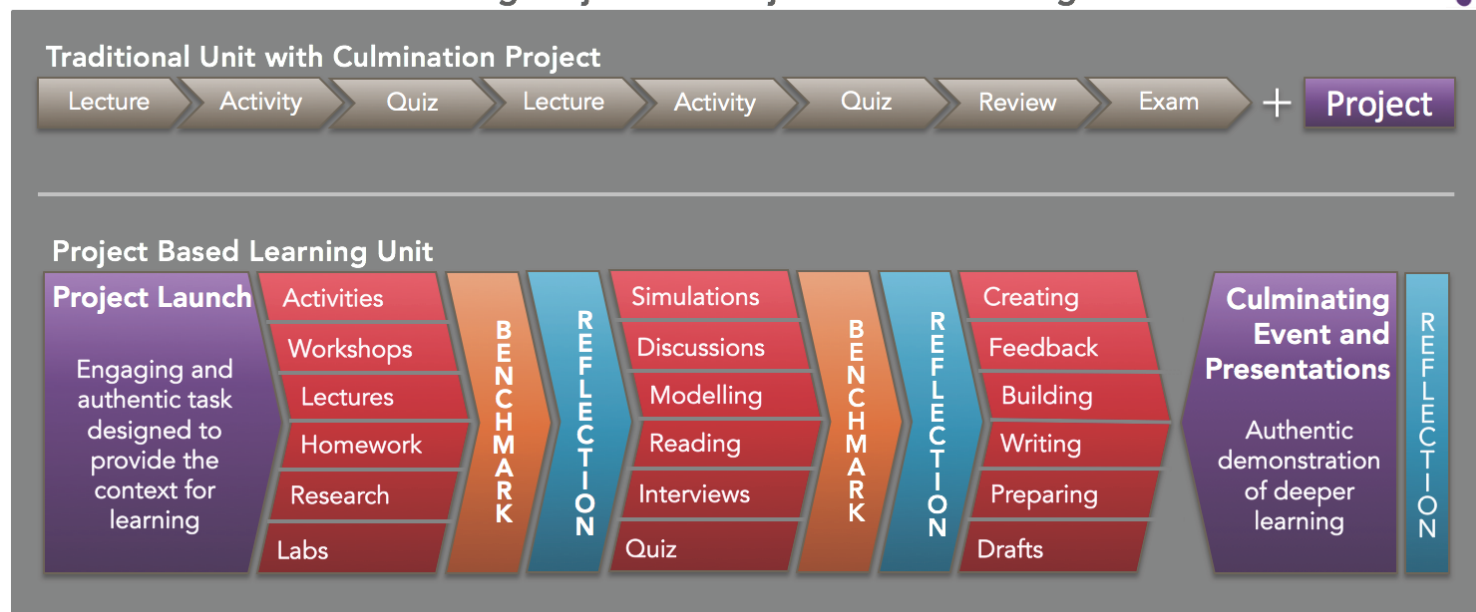 Traditional Unit with Culmination Project
Lecture Activity Quiz Lecture Activity Quiz Review Exam + Project
Project Based Learning Unit
Project Launch
Engaging and
authentic task
designed to
provide the
context for
learning
Activities
Workshops
Lectures
Homework
Research
Labs
BENCHMARK
REFLECTION
Simulations
Discussions
Modelling
Reading
Interviews
Quiz
BENCHMARK
REFLECTION
Creating
Feedback
Building
Writing
Preparing
Drafts
Culminating
Event and
Presentations
Authentic
demonstration
of deeper
learning
REFLECTION